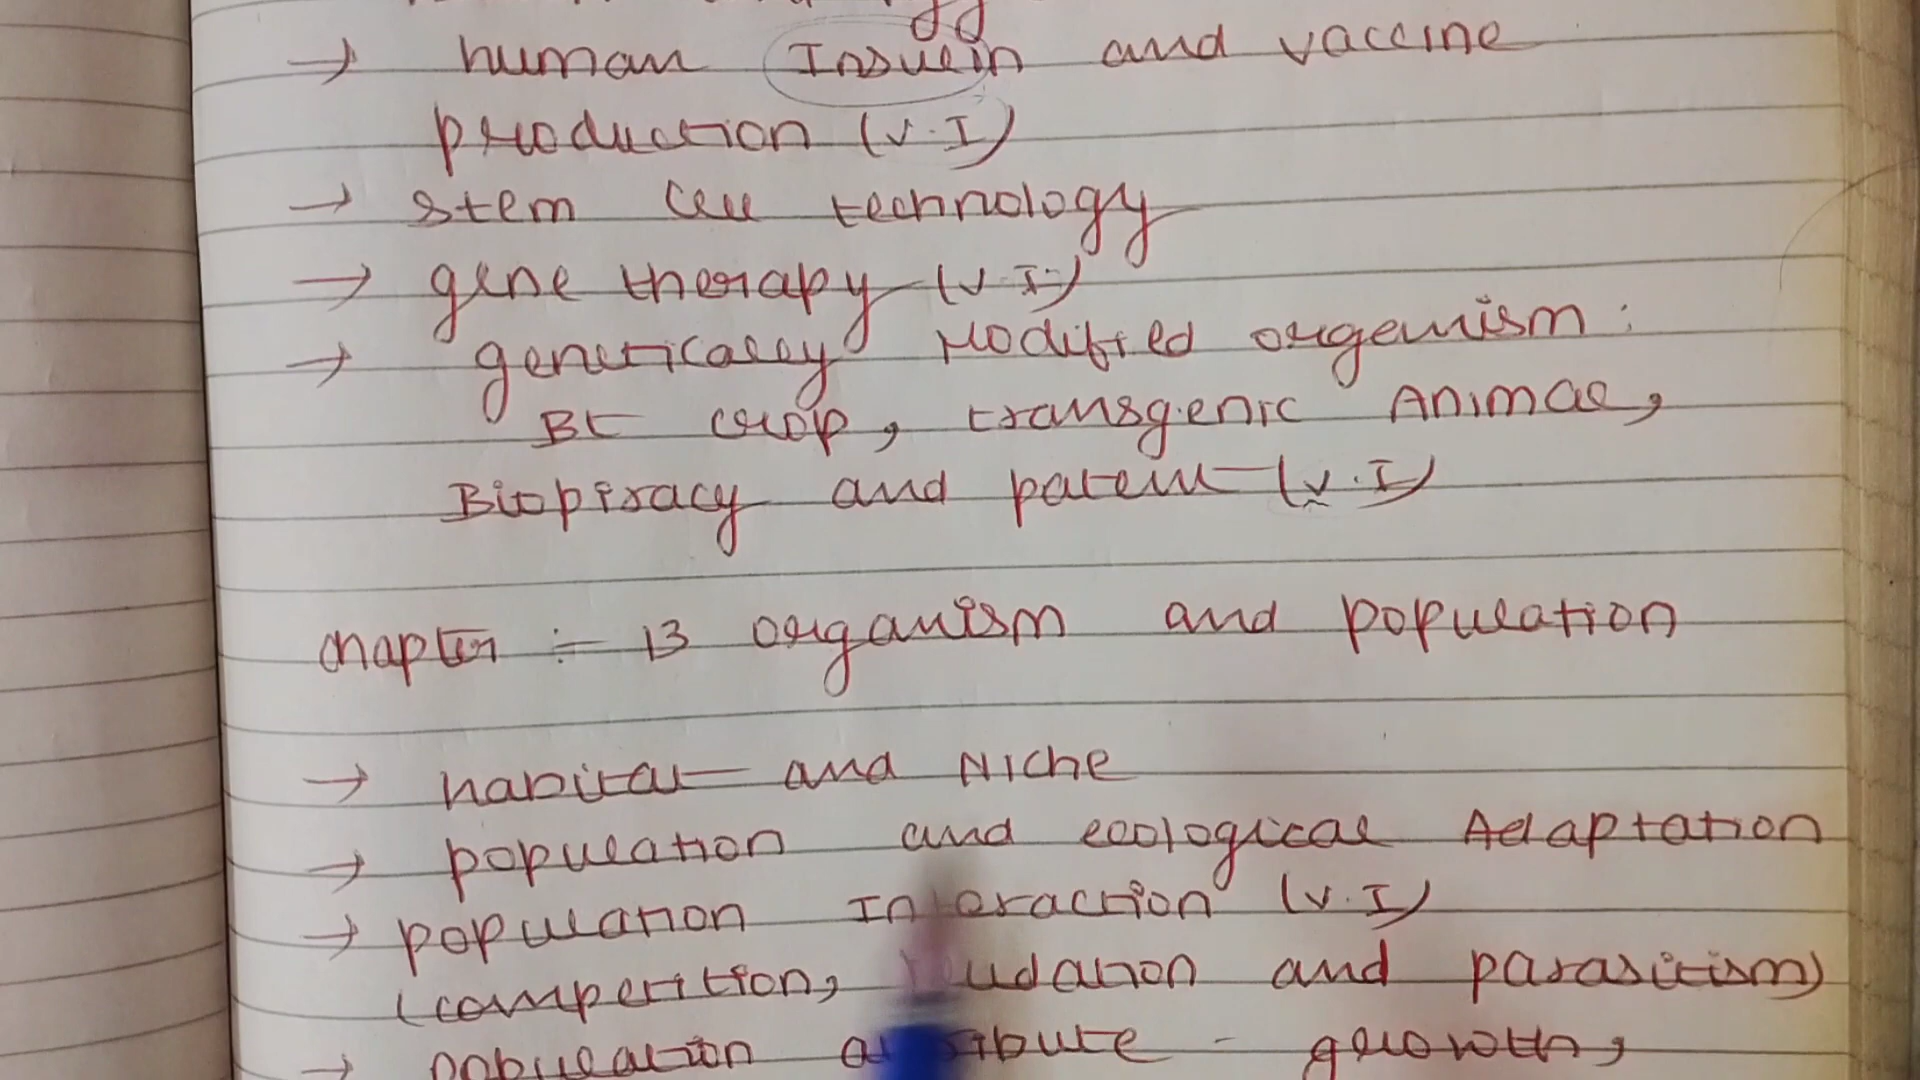 → human Insulin and vaccine
production (V.I)
→ stem cell technology
→ gene therapy (V.I)
→ genetically Modified orgenism :
Bt crop, transgenic Animal,
Biopiracy and patent (V.I)
chapter :- 13 organism and population
→ habitat and Niche
→ population and ecological Adaptation
→ population Interaction (V.I)
(competition, and parasitism)
→ population growth,